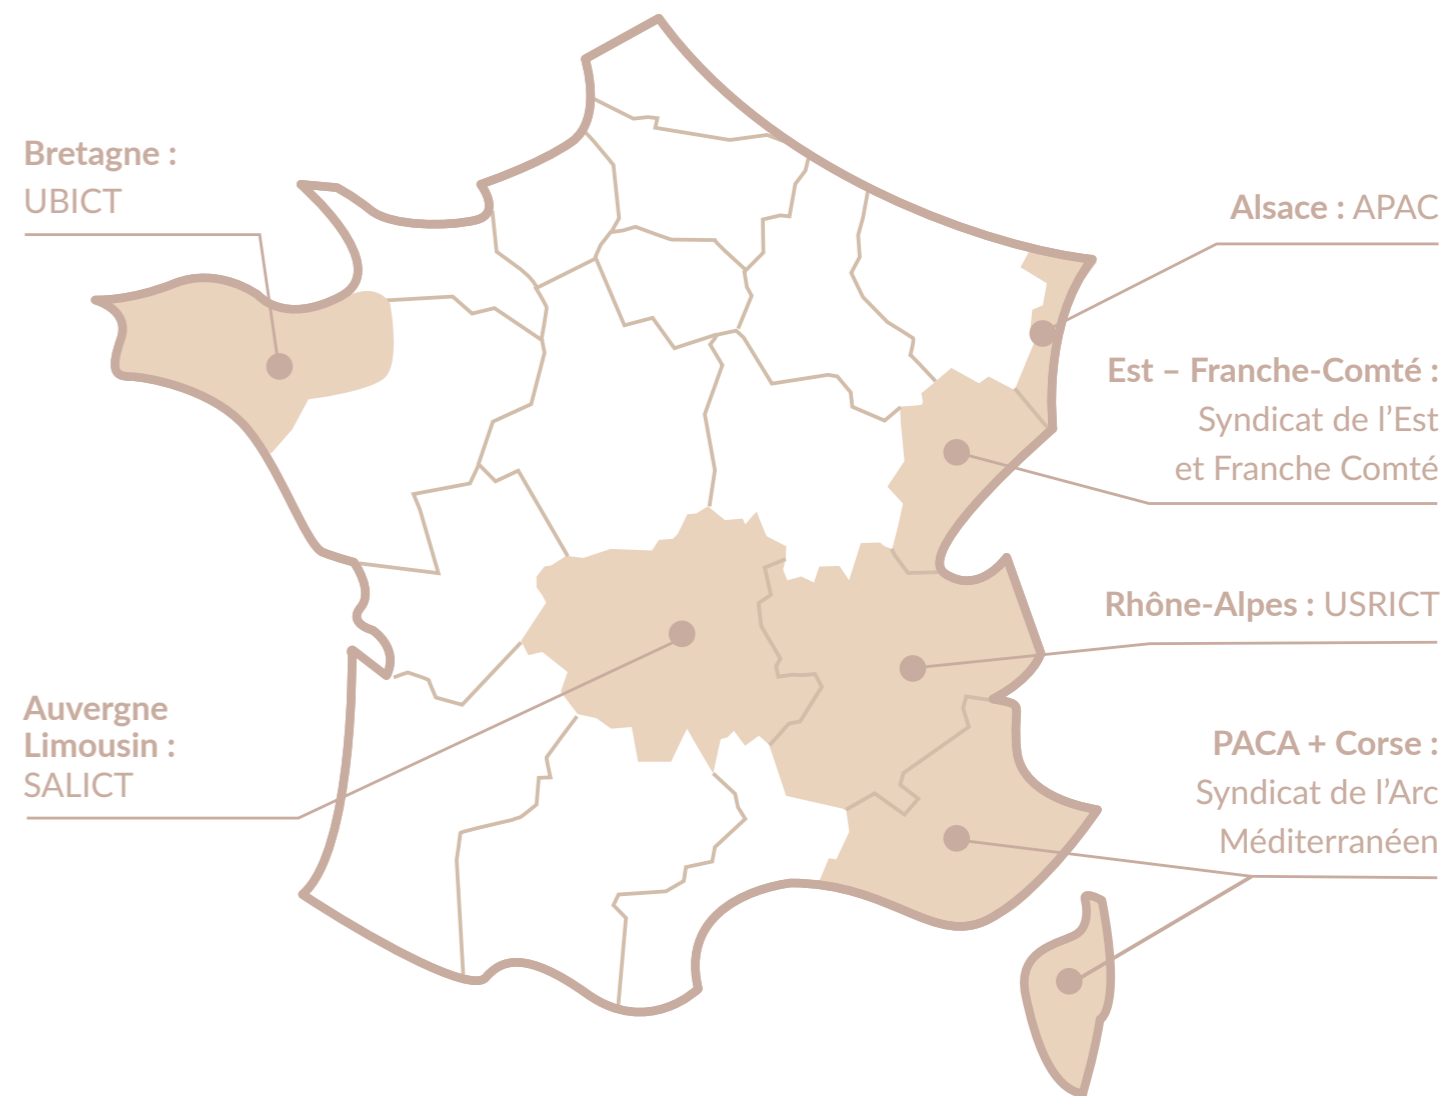 Bretagne :
UBICT
Alsace : APAC
Est – Franche-Comté :
Syndicat de l’Est
et Franche Comté
Rhône-Alpes : USRICT
Auvergne
Limousin :
SALICT
PACA + Corse :
Syndicat de l’Arc
Méditerranéen